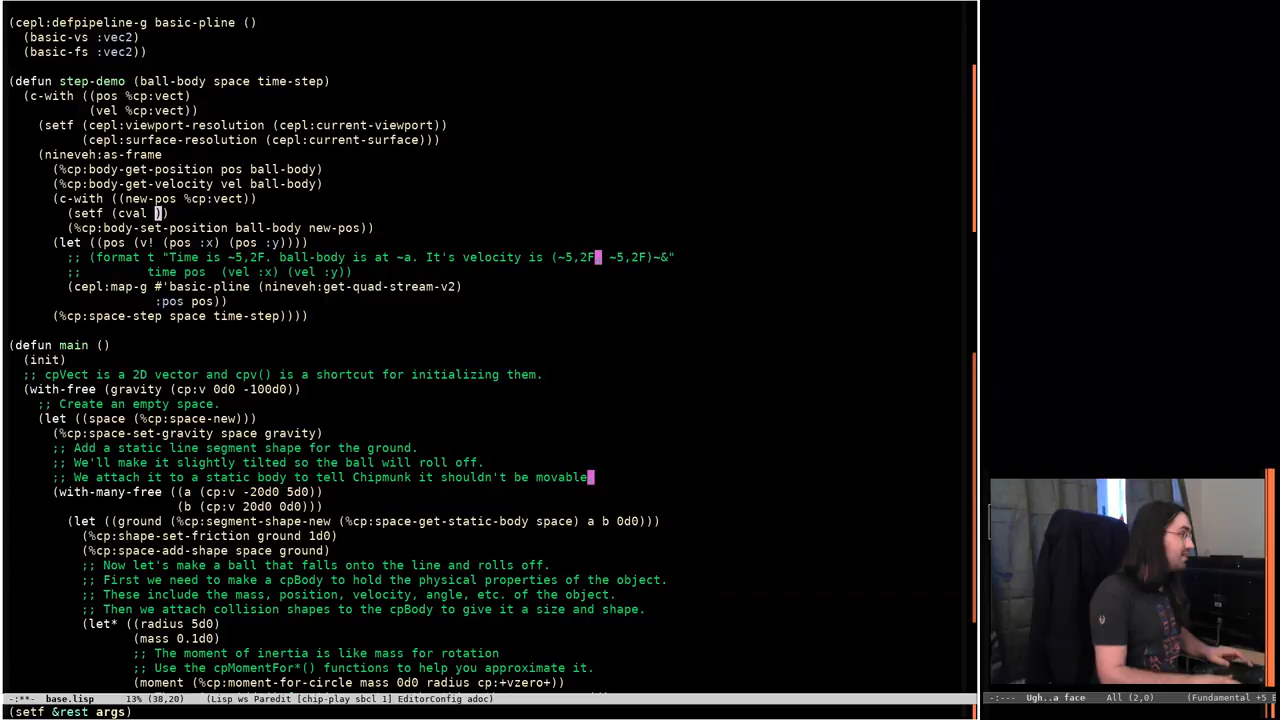 (cepl:defpipeline-g basic-pline ()
  (basic-vs :vec2)
  (basic-fs :vec2))

(defun step-demo (ball-body space time-step)
  (c-with ((pos %cp:vect)
           (vel %cp:vect))
    (setf (cepl:viewport-resolution (cepl:current-viewport))
          (cepl:surface-resolution (cepl:current-surface)))
    (nineveh:as-frame
      (%cp:body-get-position pos ball-body)
      (%cp:body-get-velocity vel ball-body)
      (c-with ((new-pos %cp:vect))
        (setf (cval ))
        (%cp:body-set-position ball-body new-pos))
      (let ((pos (v! (pos :x) (pos :y))))
        ;; (format t "Time is ~5,2F. ball-body is at ~a. It's velocity is (~5,2F ~5,2F)~&"
        ;;         time pos  (vel :x) (vel :y))
        (cepl:map-g #'basic-pline (nineveh:get-quad-stream-v2)
                    :pos pos))
      (%cp:space-step space time-step))))

(defun main ()
  (init)
  ;; cpVect is a 2D vector and cpv() is a shortcut for initializing them.
  (with-free (gravity (cp:v 0d0 -100d0))
    ;; Create an empty space.
    (let ((space (%cp:space-new)))
      (%cp:space-set-gravity space gravity)
      ;; Add a static line segment shape for the ground.
      ;; We'll make it slightly tilted so the ball will roll off.
      ;; We attach it to a static body to tell Chipmunk it shouldn't be movable
      (with-many-free ((a (cp:v -20d0 5d0))
                       (b (cp:v 20d0 0d0)))
        (let ((ground (%cp:segment-shape-new (%cp:space-get-static-body space) a b 0d0)))
          (%cp:shape-set-friction ground 1d0)
          (%cp:space-add-shape space ground)
          ;; Now let's make a ball that falls onto the line and rolls off.
          ;; First we need to make a cpBody to hold the physical properties of the object.
          ;; These include the mass, position, velocity, angle, etc. of the object.
          ;; Then we attach collision shapes to the cpBody to give it a size and shape.
          (let* ((radius 5d0)
                 (mass 0.1d0)
                 ;; The moment of inertia is like mass for rotation
                 ;; Use the cpMomentFor*() functions to help you approximate it.
                 (moment (%cp:moment-for-circle mass 0d0 radius cp:+vzero+))
-:**-  base.lisp      13% (38,20)     (Lisp ws Paredit [chip-play sbcl 1] EditorConfig adoc)
-:---  Ugh..a face    All (2,0)      (Fundamental +5 E
(setf &rest args)